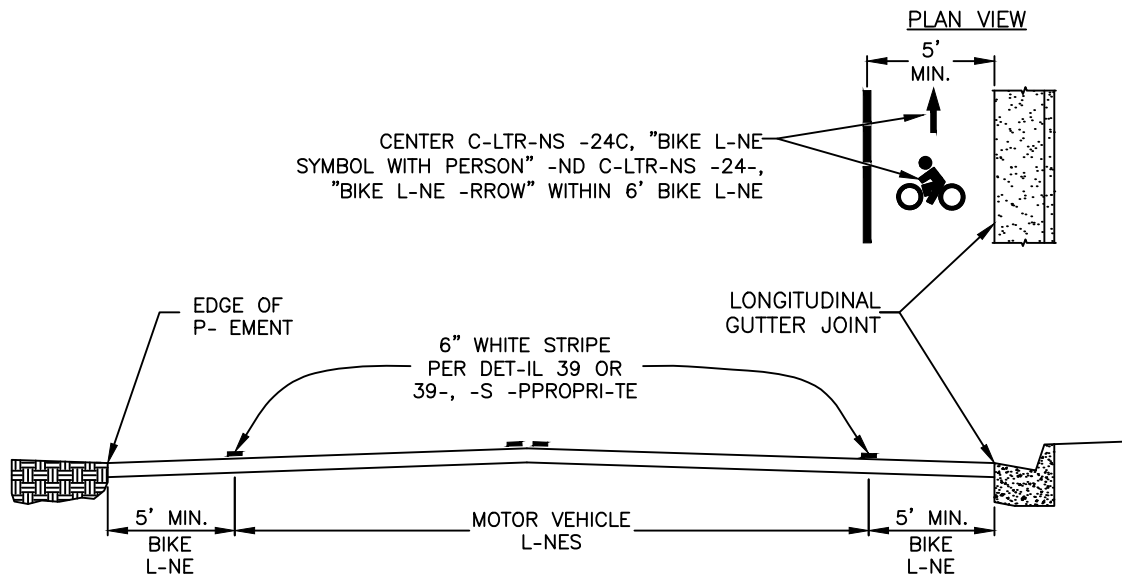 PLAN VIEW
5'
MIN.
CENTER C-LTR-NS -24C, "BIKE L-NE
SYMBOL WITH PERSON" -ND C-LTR-NS -24-,
"BIKE L-NE -RROW" WITHIN 6' BIKE L-NE
EDGE OF
P- EMENT
LONGITUDINAL
GUTTER JOINT
6" WHITE STRIPE
PER DET-IL 39 OR
39-, -S -PPROPRI-TE
5' MIN.
BIKE
L-NE
MOTOR VEHICLE
L-NES
5' MIN.
BIKE
L-NE